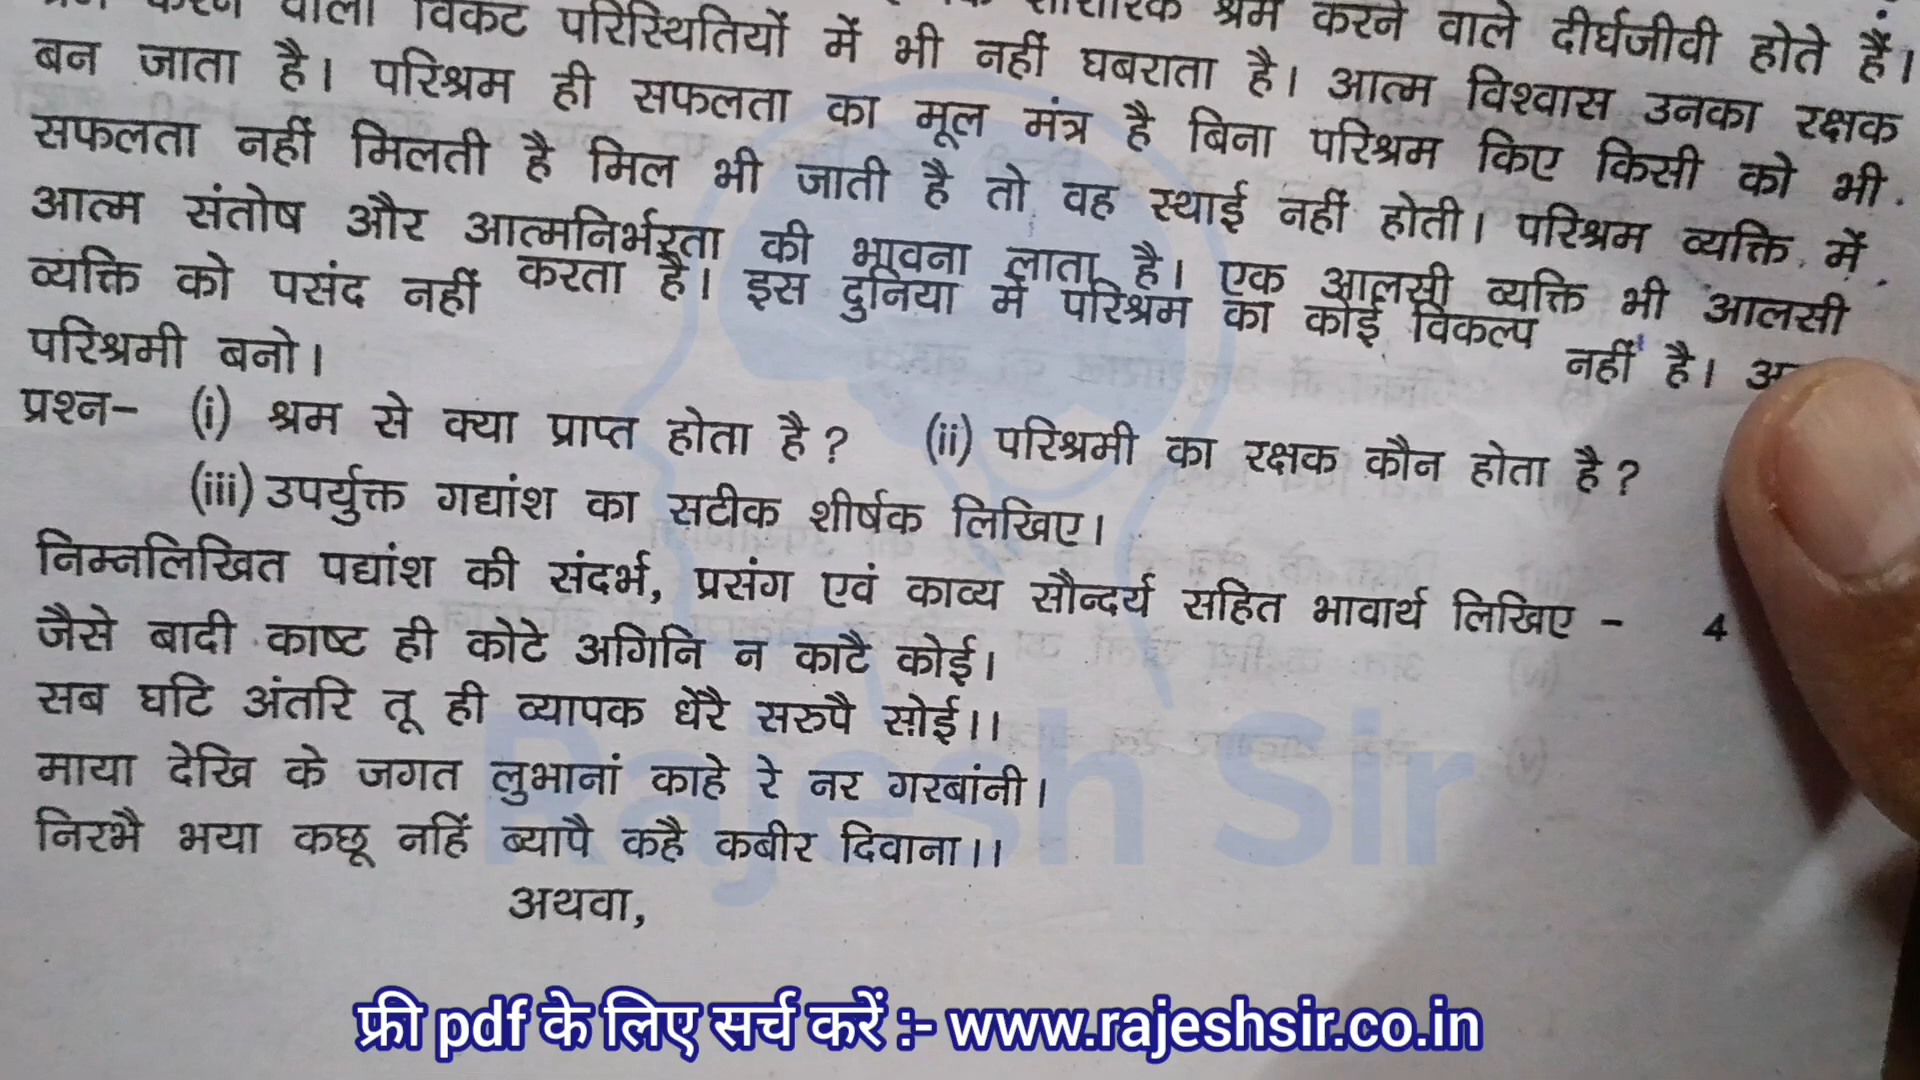 करने वाला विकट परिस्थितियों में भी नहीं घबराता है। आत्म विश्वास उनका रक्षक
शारीरिक श्रम करने वाले दीर्घजीवी होते हैं।
बन जाता है। परिश्रम ही सफलता का मूल मंत्र है बिना परिश्रम किए किसी को भी
सफलता नहीं मिलती है मिल भी जाती है तो वह स्थाई नहीं होती। परिश्रम व्यक्ति में
आत्म संतोष और आत्मनिर्भरता की भावना लाता है। एक आलसी व्यक्ति भी आलसी
व्यक्ति को पसंद नहीं करता है। इस दुनिया में परिश्रम का कोई विकल्प नहीं है।
परिश्रमी बनो।
प्रश्न- (i) श्रम से क्या प्राप्त होता है? (ii) परिश्रमी का रक्षक कौन होता है?
(iii) उपर्युक्त गद्यांश का सटीक शीर्षक लिखिए।
निम्नलिखित पद्यांश की संदर्भ, प्रसंग एवं काव्य सौन्दर्य सहित भावार्थ लिखिए - 4
जैसे बादी काष्ट ही कोटे अगिनि न काटै कोई।
सब घटि अंतरि तू ही व्यापक धेरै सरुपै सोई।।
माया देखि के जगत लुभानां काहे रे नर गरबांनी।
निरभै भया कछू नहिं ब्यापै कहै कबीर दिवाना।।
अथवा,
Rajesh Sir
फ्री pdf के लिए सर्च करें :- www.rajeshsir.co.in